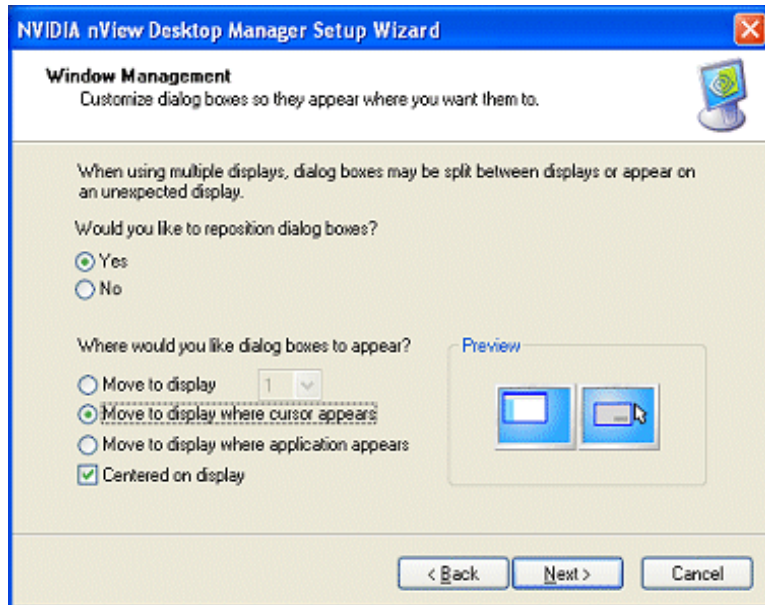 NVIDIA nView Desktop Manager Setup Wizard
Window Management
Customize dialog boxes so they appear where you want them to.
When using multiple displays, dialog boxes may be split between displays or appear on
an unexpected display.
Would you like to reposition dialog boxes?
Yes
No
Where would you like dialog boxes to appear?
Preview
Move to display 1
Move to display where cursor appears
Move to display where application appears
Centered on display
< Back
Next >
Cancel